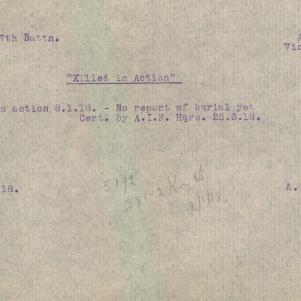 7th Battn.
Vi
"Killed in Action".
n action 8.1.18. - No report of burial yet
Cert. by A.I.F. Hqrs. 25.3.18.
18.
A.
5192